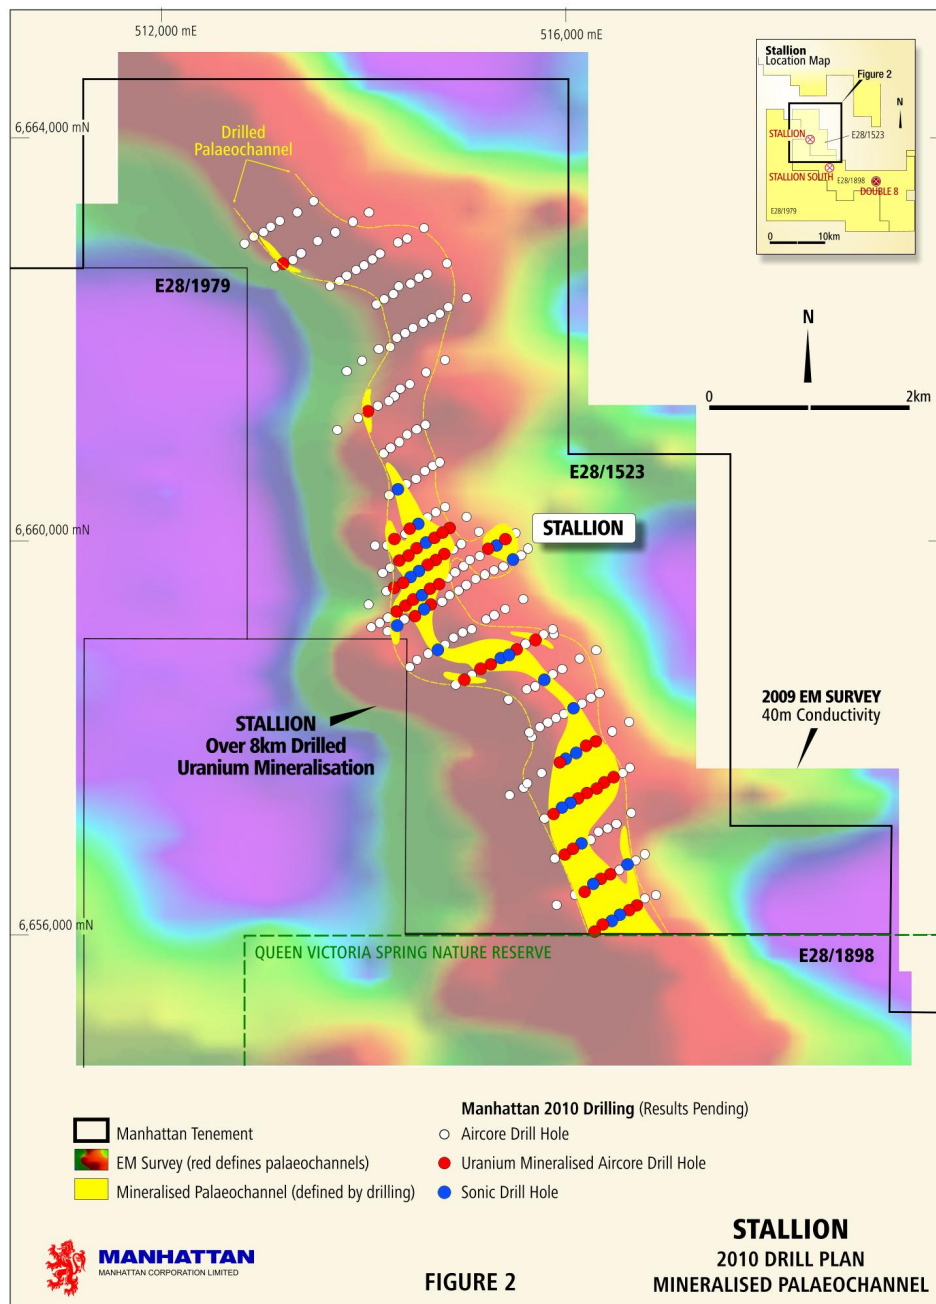 512,000 mE
516,000 mE
6,664,000 mN
6,660,000 mN
6,656,000 mN
Drilled
Palaeochannel
Stallion
Location Map
Figure 2
N
STALLION
E28/1523
STALLION SOUTH
E28/1898
DOUBLE 8
E28/1979
0
10km
E28/1979
N
0
2km
E28/1523
STALLION
STALLION
Over 8km Drilled
Uranium Mineralisation
2009 EM SURVEY
40m Conductivity
QUEEN VICTORIA SPRING NATURE RESERVE
E28/1898
Manhattan Tenement
EM Survey (red defines palaeochannels)
Mineralised Palaeochannel (defined by drilling)
Manhattan 2010 Drilling (Results Pending)
Aircore Drill Hole
Uranium Mineralised Aircore Drill Hole
Sonic Drill Hole
MANHATTAN
MANHATTAN CORPORATION LIMITED
FIGURE 2
STALLION
2010 DRILL PLAN
MINERALISED PALAEOCHANNEL